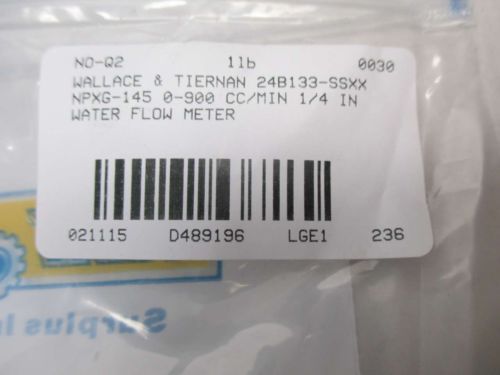 NO-Q2 1lb 0030
WALLACE & TIERNAN 24B133-SSXX
NPXG-145 0-900 CC/MIN 1/4 IN
WATER FLOW METER
021115 D489196 LGE1 236
Surplus